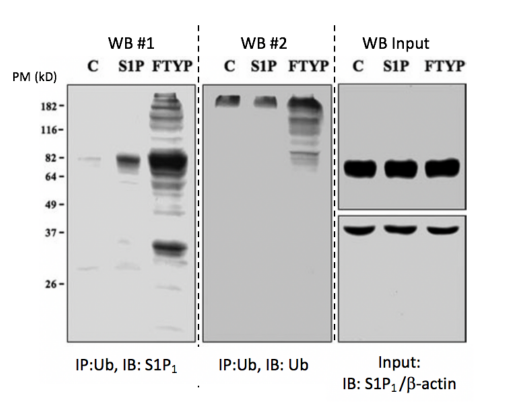 WB #1 WB #2 WB Input
C S1P FTYP C S1P FTYP C S1P FTYP
PM (kD)
182
116
82
64
49
37
26
IP:Ub, IB: S1P₁ IP:Ub, IB: Ub Input:
IB: S1P₁/β-actin